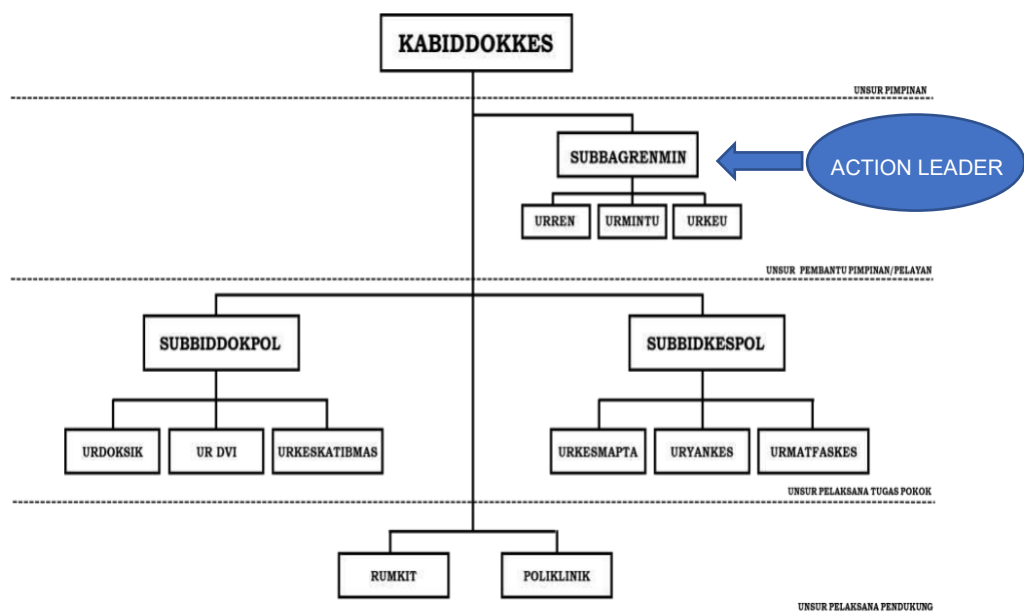 KABIDDOKKES
UNSUR PIMPINAN
SUBBAGRENMIN
ACTION LEADER
URREN
URMINTU
URKEU
UNSUR PEMBANTU PIMPINAN/PELAYAN
SUBBIDDOKPOL
SUBBIDKESPOL
URDOKSIK
UR DVI
URKESKATIBMAS
URKESMAPTA
URYANKES
URMATFASKES
UNSUR PELAKSANA TUGAS POKOK
RUMKIT
POLIKLINIK
UNSUR PELAKSANA PENDUKUNG